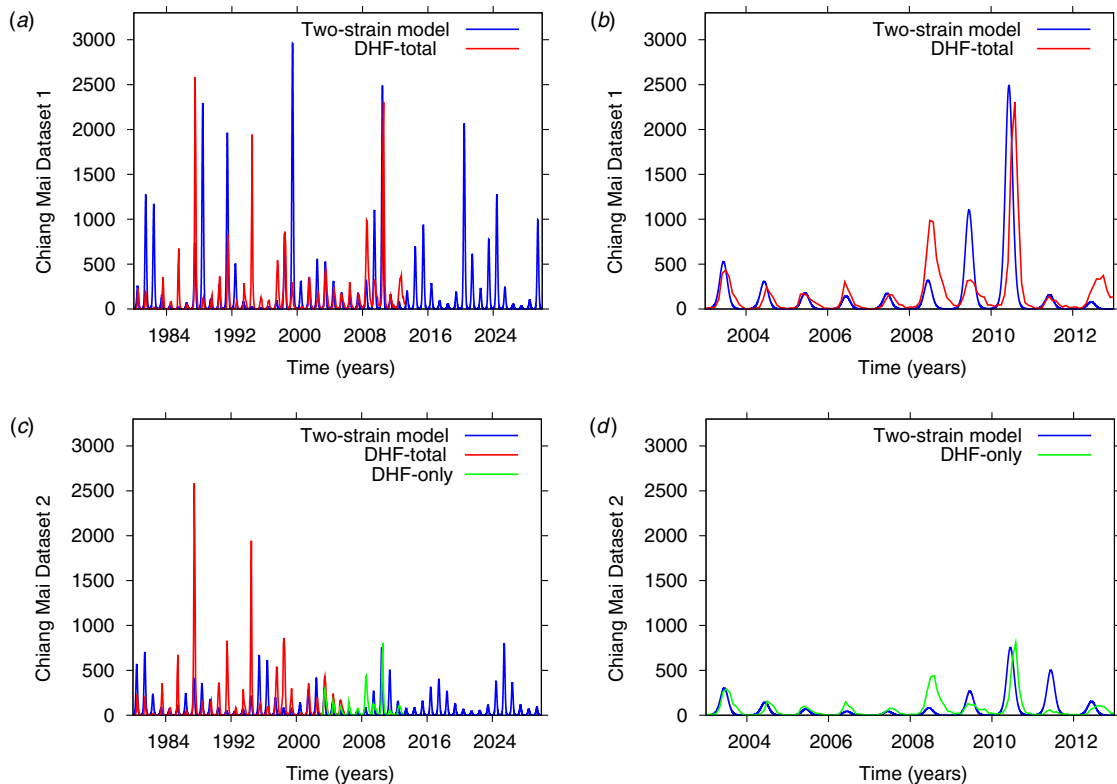 (a)
Chiang Mai Dataset 1
3000
2500
2000
1500
1000
500
0
Two-strain model
DHF-total
1984 1992 2000 2008 2016 2024
Time (years)
(b)
Chiang Mai Dataset 1
3000
2500
2000
1500
1000
500
0
Two-strain model
DHF-total
2004 2006 2008 2010 2012
Time (years)
(c)
Chiang Mai Dataset 2
3000
2500
2000
1500
1000
500
0
Two-strain model
DHF-total
DHF-only
1984 1992 2000 2008 2016 2024
Time (years)
(d)
Chiang Mai Dataset 2
3000
2500
2000
1500
1000
500
0
Two-strain model
DHF-only
2004 2006 2008 2010 2012
Time (years)